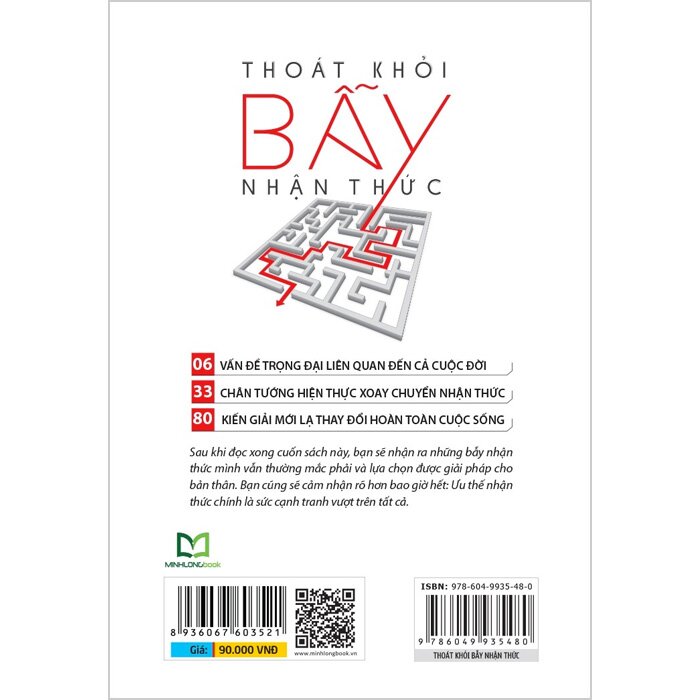 THOÁT KHỎI
BẪY
NHẬN THỨC
06 VẤN ĐỀ TRỌNG ĐẠI LIÊN QUAN ĐẾN CẢ CUỘC ĐỜI
33 CHÂN TƯỚNG HIỆN THỰC XOAY CHUYỂN NHẬN THỨC
80 KIẾN GIẢI MỚI LẠ THAY ĐỔI HOÀN TOÀN CUỘC SỐNG
Sau khi đọc xong cuốn sách này, bạn sẽ nhận ra những bẫy nhận
thức mình vẫn thường mắc phải và lựa chọn được giải pháp cho
bản thân. Bạn cũng sẽ cảm nhận rõ hơn bao giờ hết: Ưu thế nhận
thức chính là sức cạnh tranh vượt trên tất cả.
MINHLONGbook
8 936067 603521
Giá: 90.000 VNĐ
www.minhlongbook.vn
ISBN: 978-604-9935-48-0
9 786049 935480
THOÁT KHỎI BẪY NHẬN THỨC